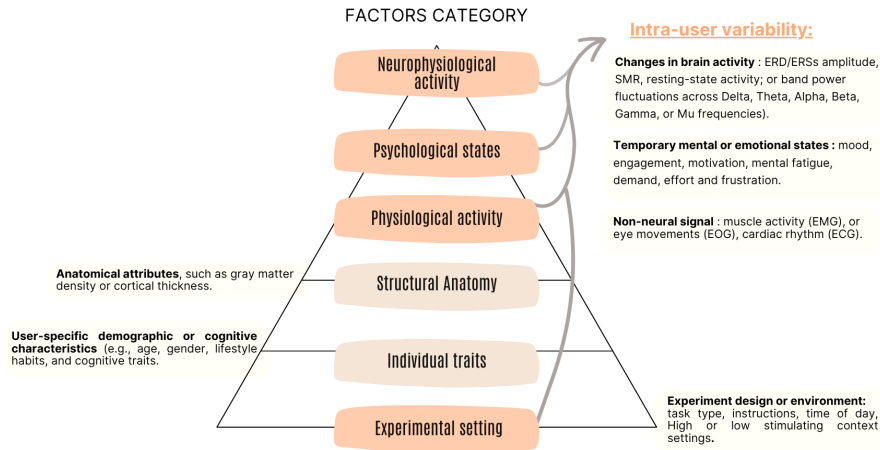 FACTORS CATEGORY
Intra-user variability:
Neurophysiological
activity
Changes in brain activity : ERD/ERSs amplitude,
SMR, resting-state activity; or band power
fluctuations across Delta, Theta, Alpha, Beta,
Gamma, or Mu frequencies).
Psychological states
Temporary mental or emotional states : mood,
engagement, motivation, mental fatigue,
demand, effort and frustration.
Physiological activity
Non-neural signal : muscle activity (EMG), or
eye movements (EOG), cardiac rhythm (ECG).
Anatomical attributes, such as gray matter
density or cortical thickness.
Structural Anatomy
User-specific demographic or cognitive
characteristics (e.g., age, gender, lifestyle
habits, and cognitive traits.
Individual traits
Experimental setting
Experiment design or environment:
task type, instructions, time of day,
High or low stimulating context
settings.